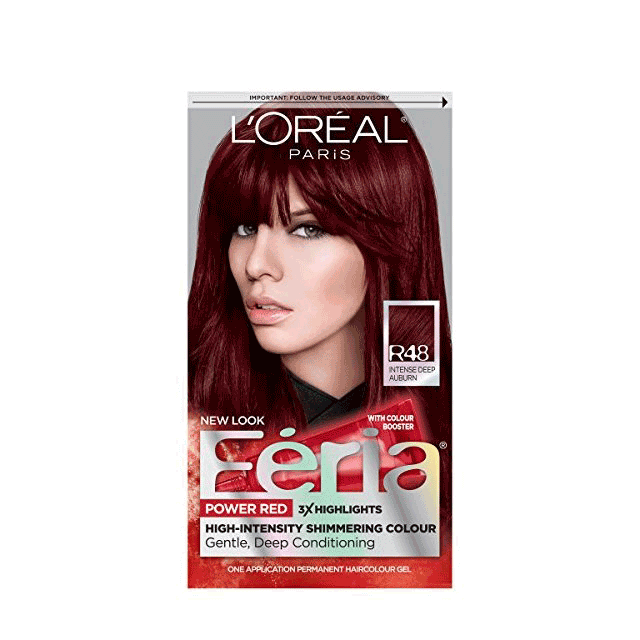 IMPORTANT: FOLLOW THE USAGE ADVISORY
L'ORÉAL®
PARIS
R48
INTENSE DEEP
AUBURN
NEW LOOK
WITH COLOUR
BOOSTER
Féria®
POWER RED 3X HIGHLIGHTS
HIGH-INTENSITY SHIMMERING COLOUR
Gentle, Deep Conditioning
ONE APPLICATION PERMANENT HAIRCOLOUR GEL